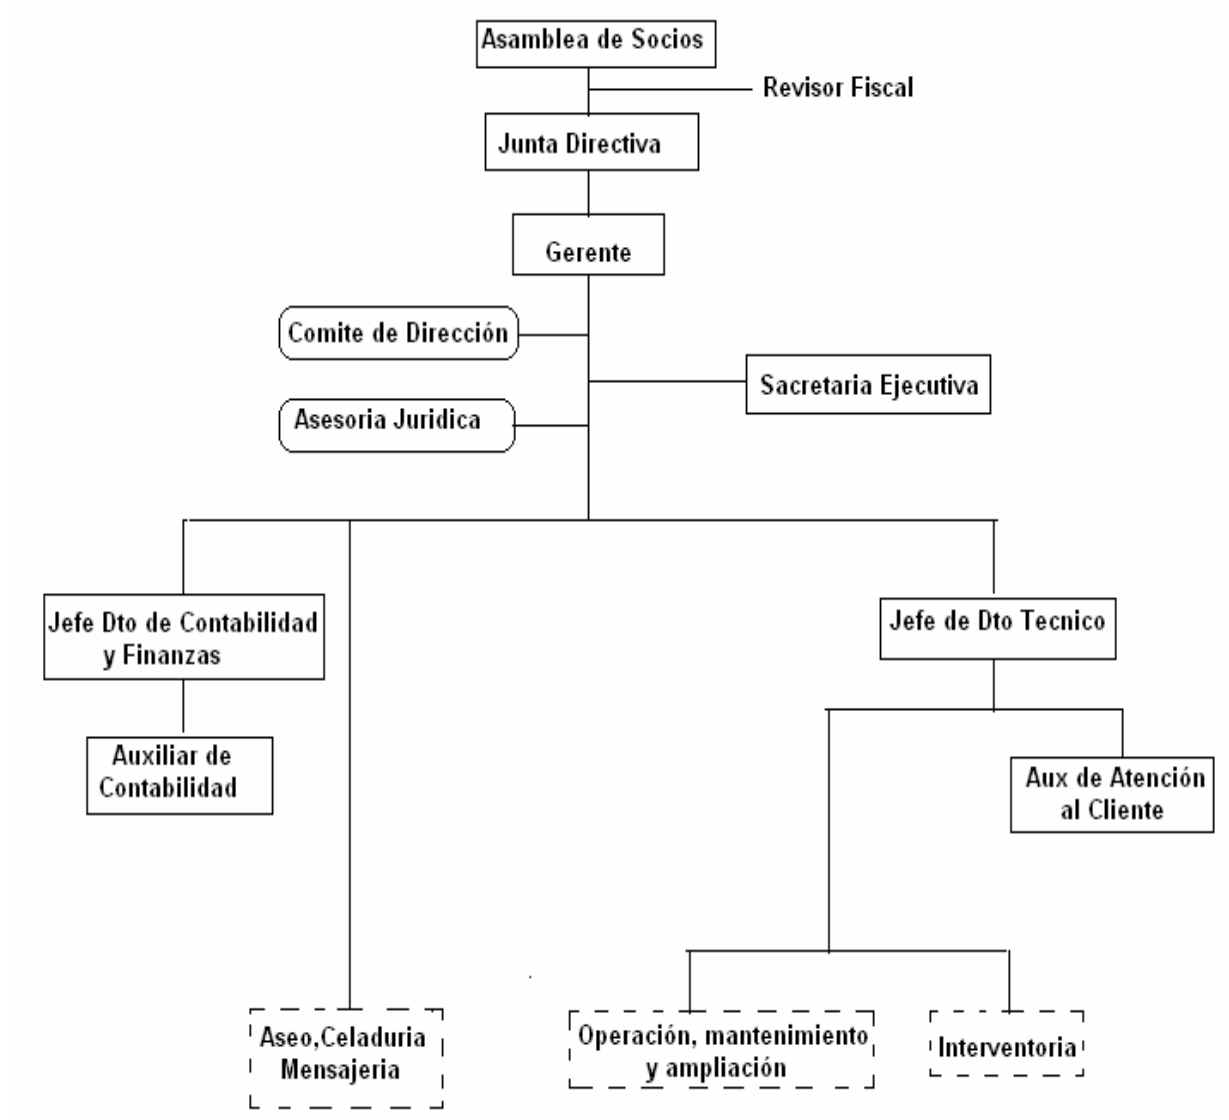 Asamblea de Socios
Revisor Fiscal
Junta Directiva
Gerente
Comite de Dirección
Sacretaria Ejecutiva
Asesoria Juridica
Jefe Dto de Contabilidad
y Finanzas
Jefe de Dto Tecnico
Auxiliar de
Contabilidad
Aux de Atención
al Cliente
Aseo,Celaduria
Mensajeria
Operación, mantenimiento
y ampliación
Interventoria